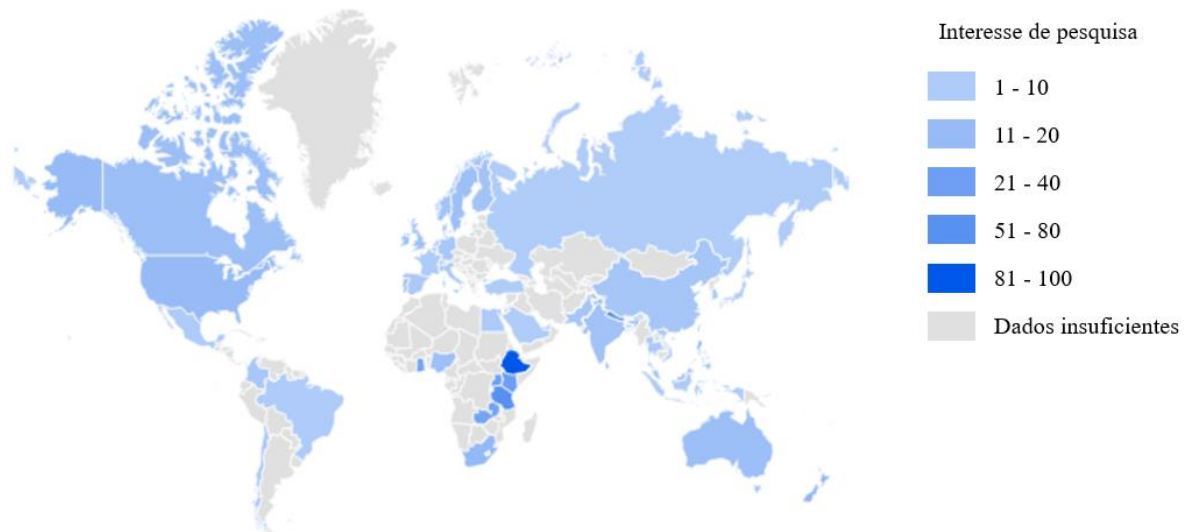 Interesse de pesquisa
1 - 10
11 - 20
21 - 40
51 - 80
81 - 100
Dados insuficientes